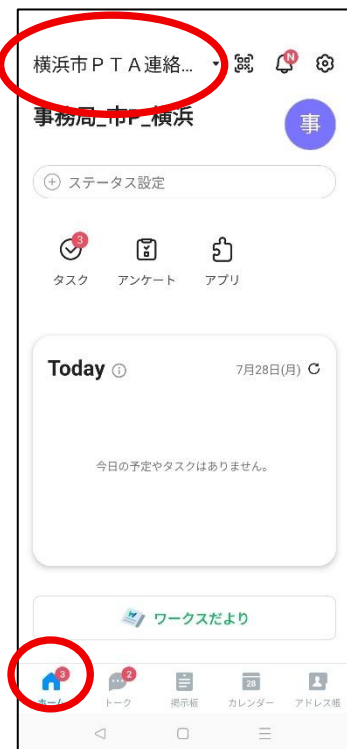 横浜市ＰＴＡ連絡...
N
事務局_市P_横浜
事
ステータス設定
3
タスク アンケート アプリ
Today
7月28日(月)
今日の予定やタスクはありません。
ワークスだより
3 2
28
ホーム トーク 掲示板 カレンダー アドレス帳